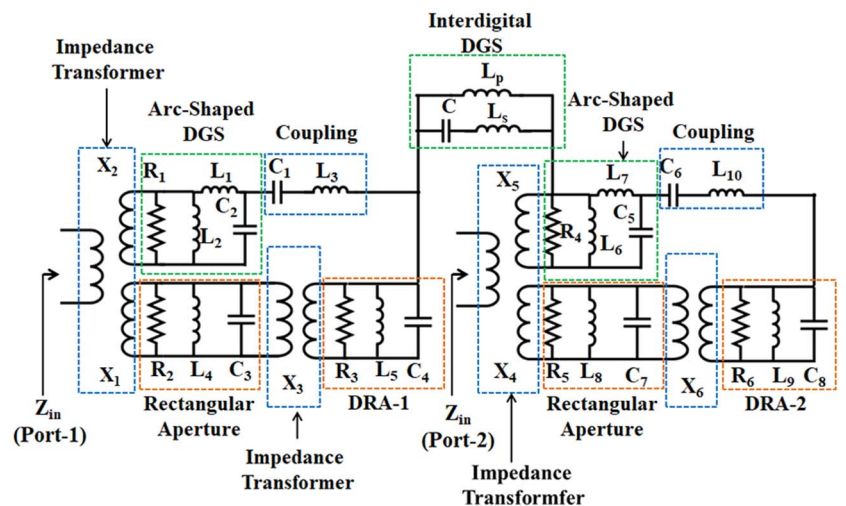 Interdigital
DGS
Impedance
Transformer
Lp
C
Ls
Arc-Shaped
DGS
Coupling
Arc-Shaped
DGS
Coupling
X2
R1
L1
C1
L3
C2
L2
X5
L7
C6
L10
C5
R4
L6
X1
R2
L4
C3
X3
R3
L5
C4
X4
R5
L8
C7
X6
R6
L9
C8
Zin
(Port-1)
Rectangular
Aperture
DRA-1
Zin
(Port-2)
Rectangular
Aperture
DRA-2
Impedance
Transformer
Impedance
Transformfer